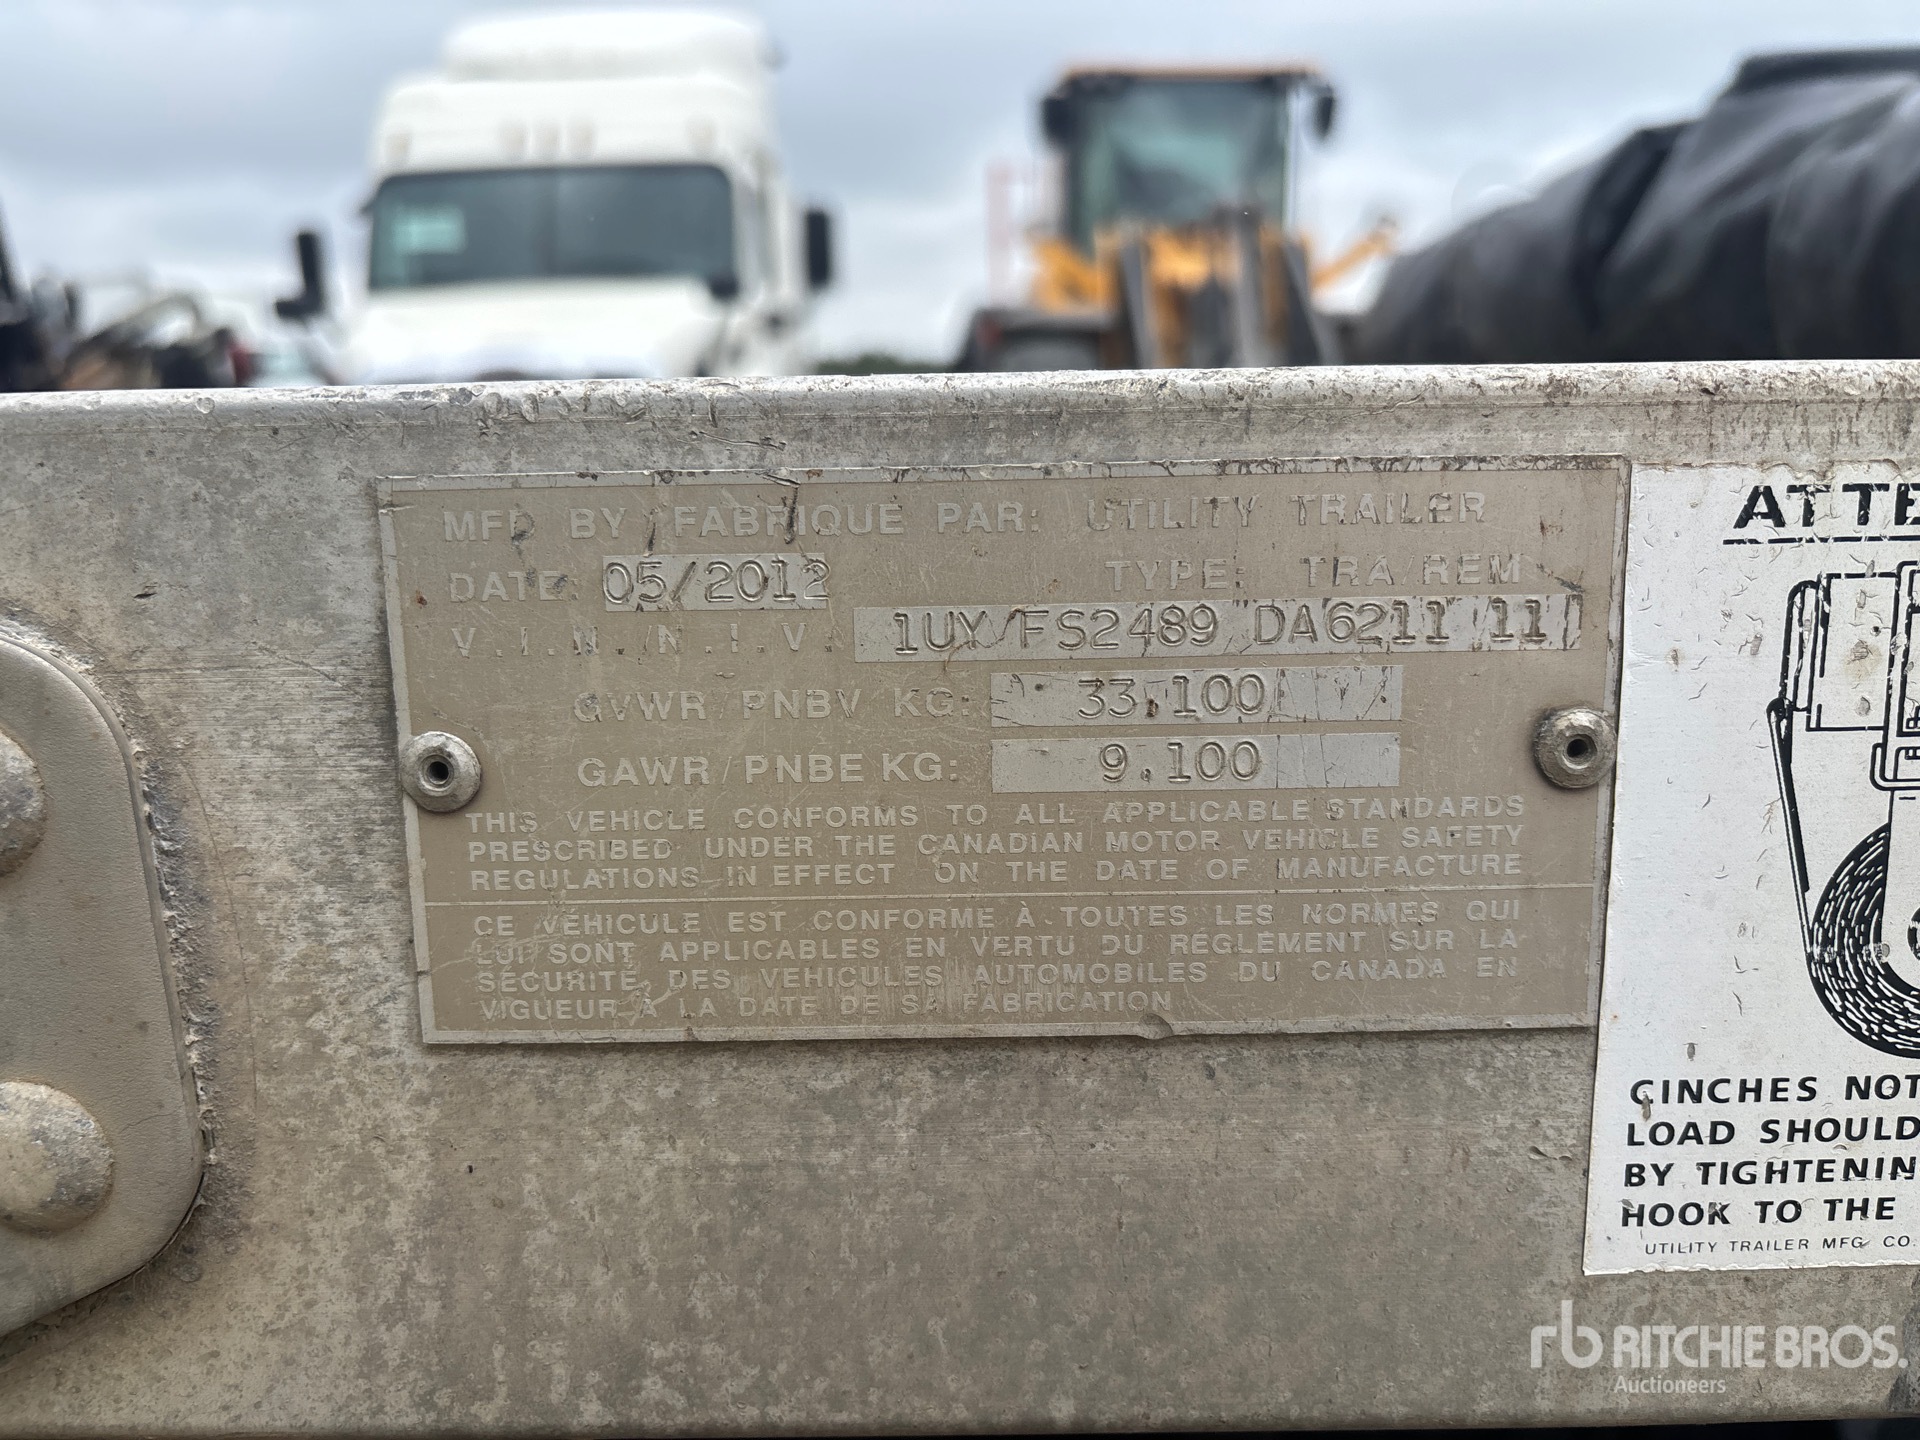 MFD BY / FABRIQUE PAR: UTILITY TRAILER
DATE: 05/2012 TYPE: TRA/REM
V.I.N./N.I.V. 1UYFS2489DA621111
GVWR/PNBV KG: 33,100
GAWR/PNBE KG: 9,100
THIS VEHICLE CONFORMS TO ALL APPLICABLE STANDARDS
PRESCRIBED UNDER THE CANADIAN MOTOR VEHICLE SAFETY
REGULATIONS IN EFFECT ON THE DATE OF MANUFACTURE
CE VÉHICULE EST CONFORME À TOUTES LES NORMES QUI
LUI SONT APPLICABLES EN VERTU DU RÈGLEMENT SUR LA
SÉCURITÉ DES VÉHICULES AUTOMOBILES DU CANADA EN
VIGUEUR À LA DATE DE SA FABRICATION
ATTE
CINCHES NOT
LOAD SHOULD
BY TIGHTENIN
HOOK TO THE
UTILITY TRAILER MFG CO.
rb RITCHIE BROS.
Auctioneers